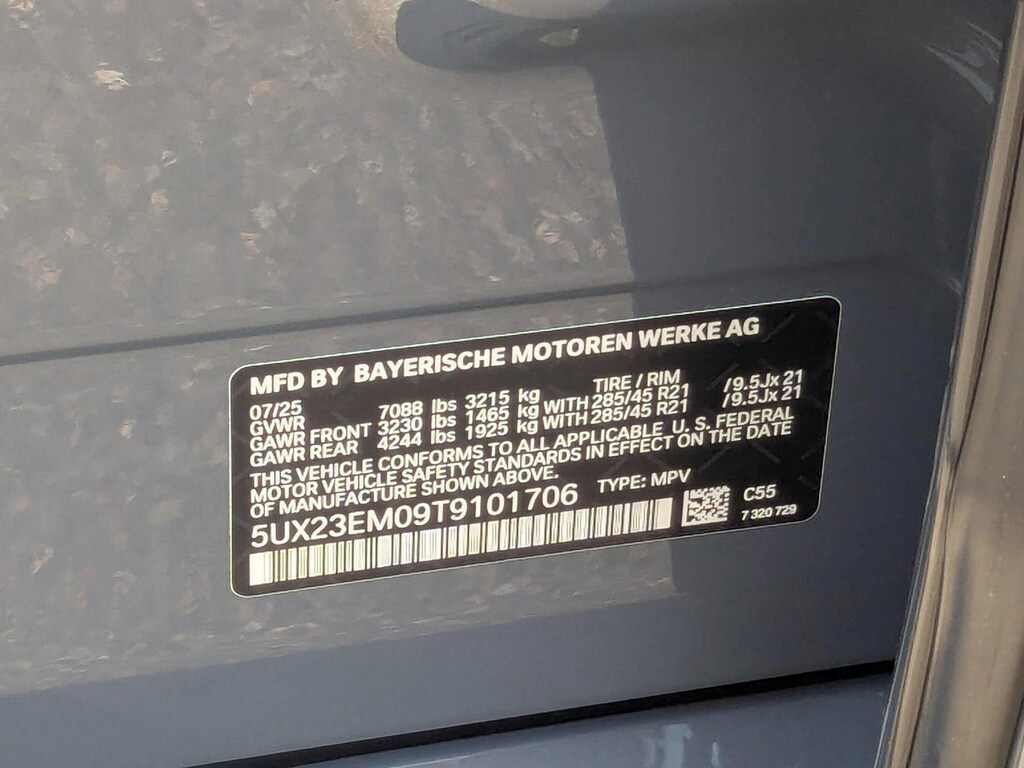 MFD BY BAYERISCHE MOTOREN WERKE AG
07/25 TIRE / RIM
GVWR 7088 lbs 3215 kg
GAWR FRONT 3230 lbs 1465 kg WITH 285/45 R21 /9.5Jx 21
GAWR REAR 4244 lbs 1925 kg WITH 285/45 R21 /9.5Jx 21
THIS VEHICLE CONFORMS TO ALL APPLICABLE U. S. FEDERAL
MOTOR VEHICLE SAFETY STANDARDS IN EFFECT ON THE DATE
OF MANUFACTURE SHOWN ABOVE.
5UX23EM09T9101706 TYPE: MPV
C55
7 320 729